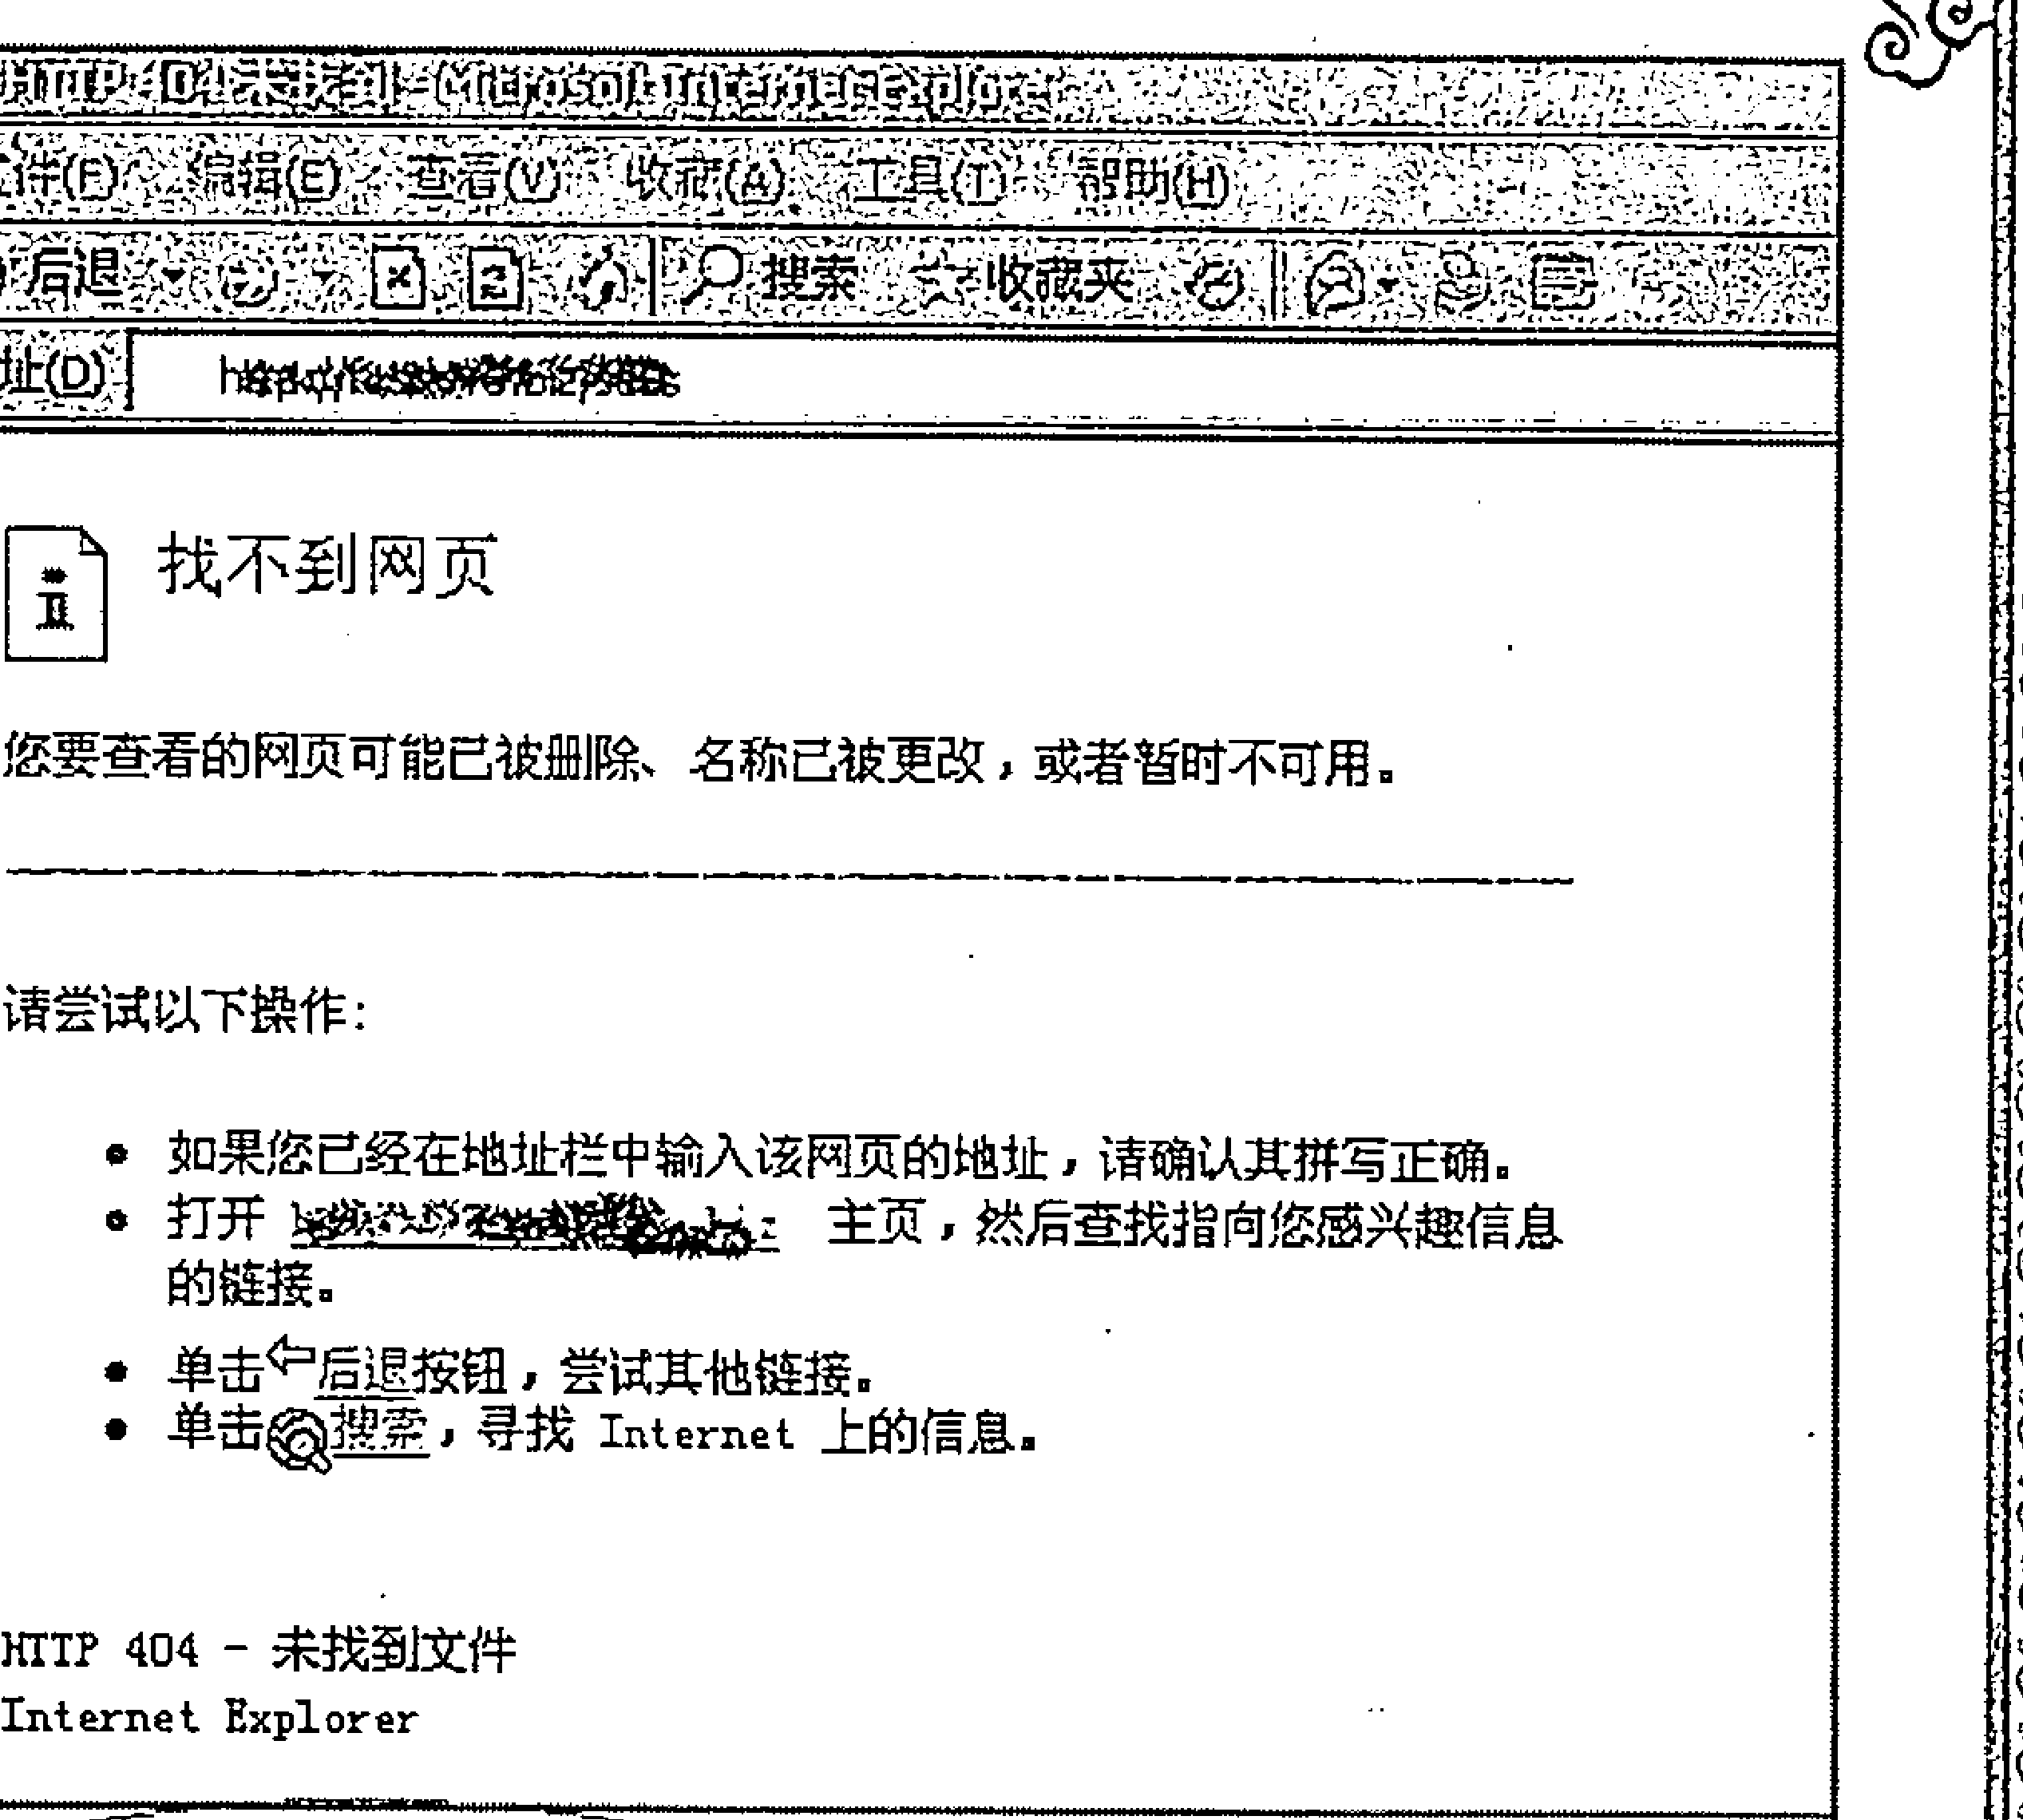 HTTP 404 未找到 - Microsoft Internet Explorer
件(F) 编辑(E) 查看(V) 收藏(A) 工具(T) 帮助(H)
后退 搜索 收藏夹
址(D)
找不到网页
您要查看的网页可能已被删除、名称已被更改，或者暂时不可用。
请尝试以下操作：
如果您已经在地址栏中输入该网页的地址，请确认其拼写正确。
打开 主页，然后查找指向您感兴趣信息
的链接。
单击后退按钮，尝试其他链接。
单击搜索，寻找 Internet 上的信息。
HTTP 404 - 未找到文件
Internet Explorer